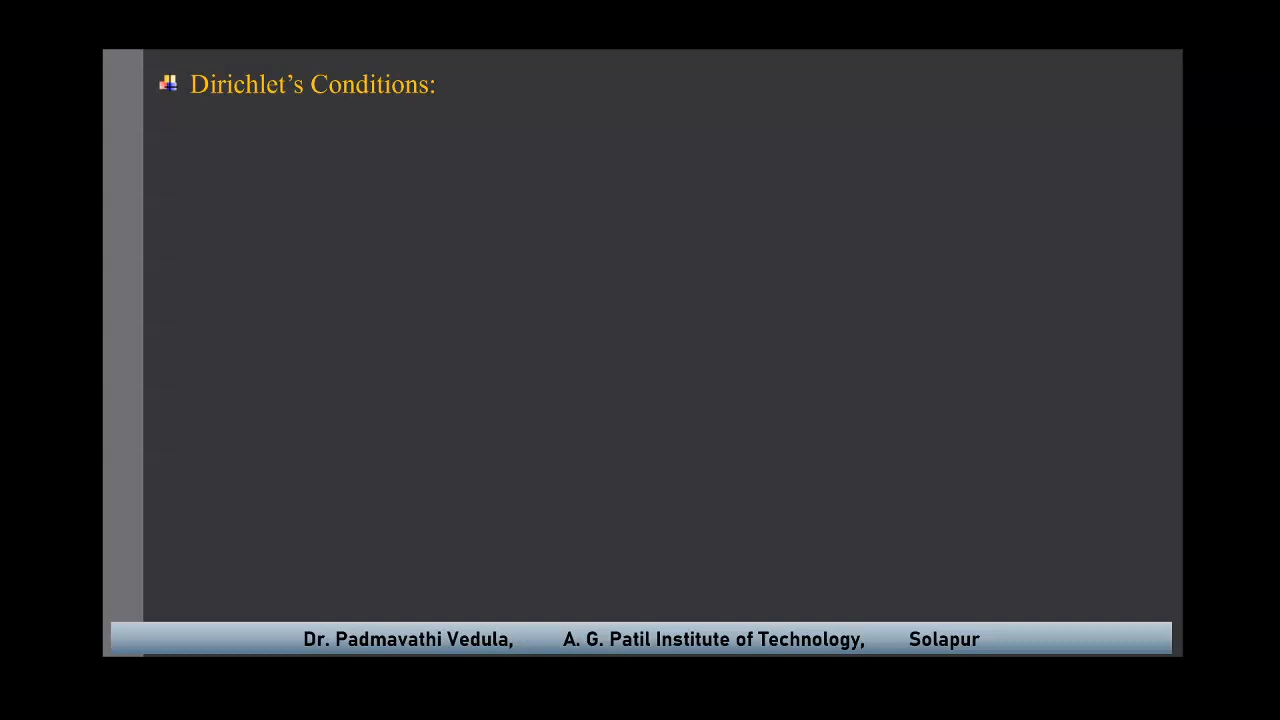 Dirichlet’s Conditions:
Dr. Padmavathi Vedula, A. G. Patil Institute of Technology, Solapur